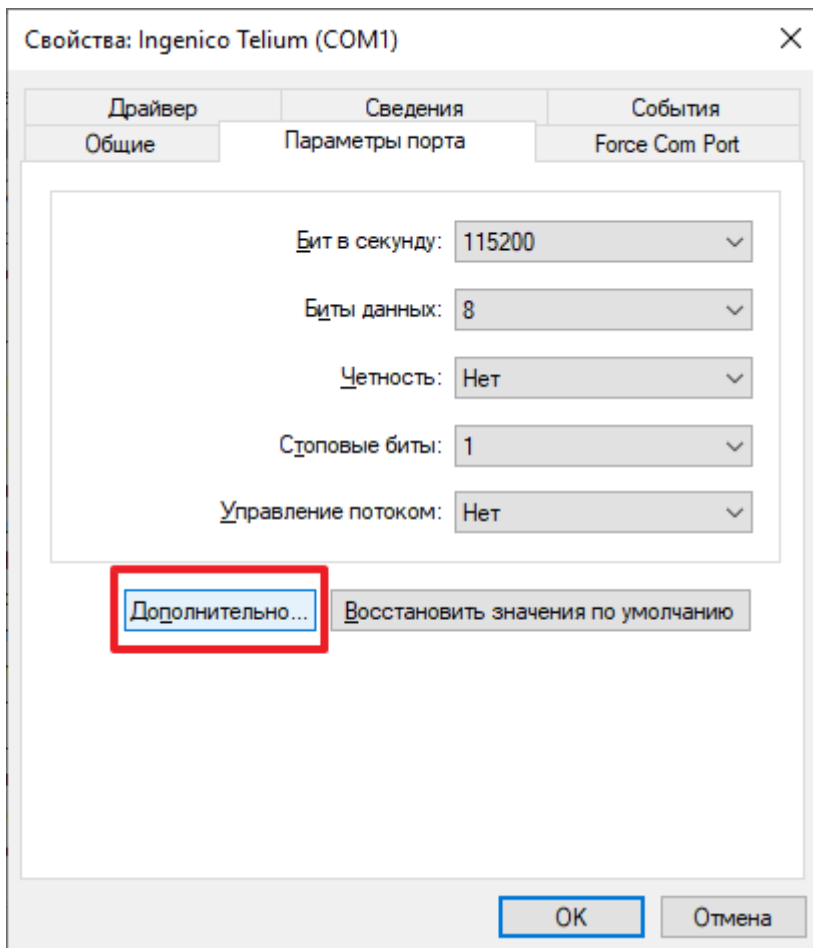 Свойства: Ingenico Telium (COM1)
Драйвер Сведения События
Общие Параметры порта Force Com Port
Бит в секунду: 115200
Биты данных: 8
Четность: Нет
Стоповые биты: 1
Управление потоком: Нет
Дополнительно... Восстановить значения по умолчанию
OK Отмена